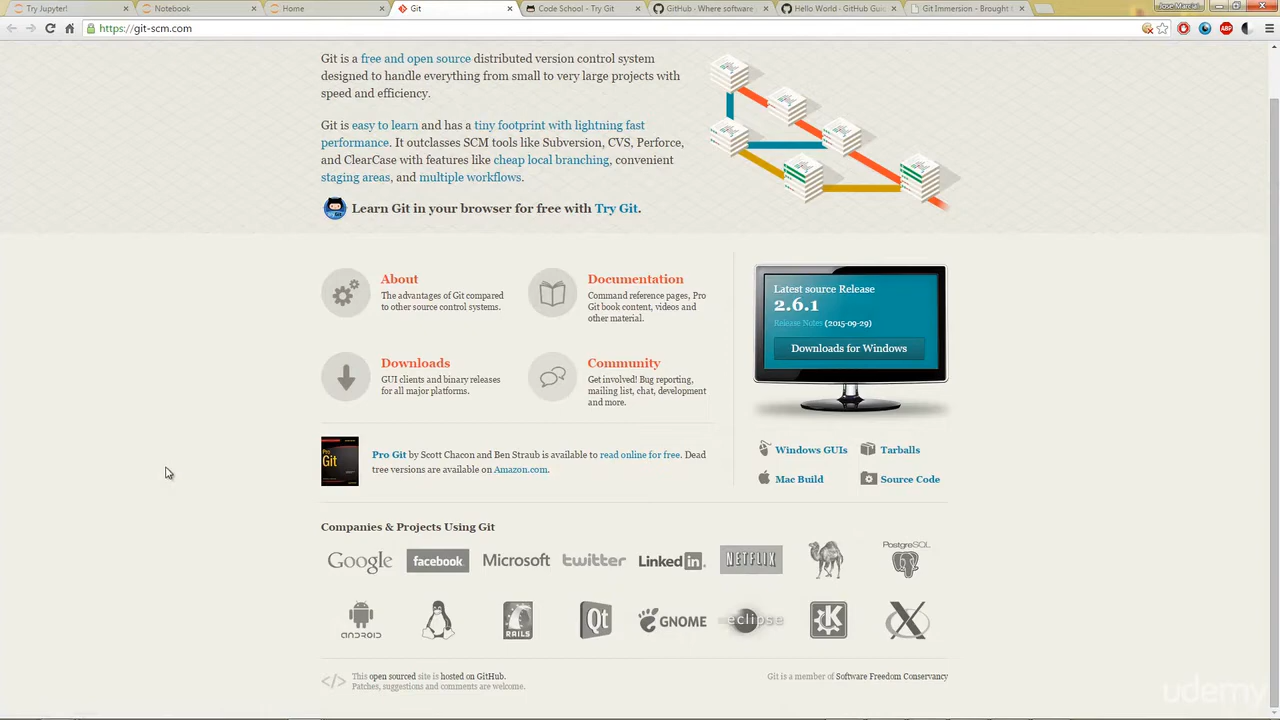 Try Jupyter!
Notebook
Home
Git
Code School - Try Git
GitHub - Where software
Hello World - GitHub Guid
Git Immersion - Brought
Jose Marcial
https://git-scm.com
Git is a free and open source distributed version control system
designed to handle everything from small to very large projects with
speed and efficiency.
Git is easy to learn and has a tiny footprint with lightning fast
performance. It outclasses SCM tools like Subversion, CVS, Perforce,
and ClearCase with features like cheap local branching, convenient
staging areas, and multiple workflows.
Learn Git in your browser for free with Try Git.
About
The advantages of Git compared
to other source control systems.
Documentation
Command reference pages, Pro
Git book content, videos and
other material.
Downloads
GUI clients and binary releases
for all major platforms.
Community
Get involved! Bug reporting,
mailing list, chat, development
and more.
Latest source Release
2.6.1
Release Notes (2015-09-29)
Downloads for Windows
Windows GUIs
Tarballs
Mac Build
Source Code
Pro Git
Pro Git by Scott Chacon and Ben Straub is available to read online for free. Dead
tree versions are available on Amazon.com.
Companies & Projects Using Git
Google facebook Microsoft twitter LinkedIn. NETFLIX PostgreSQL
ANDROID RAILS Qt GNOME eclipse K X
</> This open sourced site is hosted on GitHub.
Patches, suggestions and comments are welcome.
Git is a member of Software Freedom Conservancy
udemy